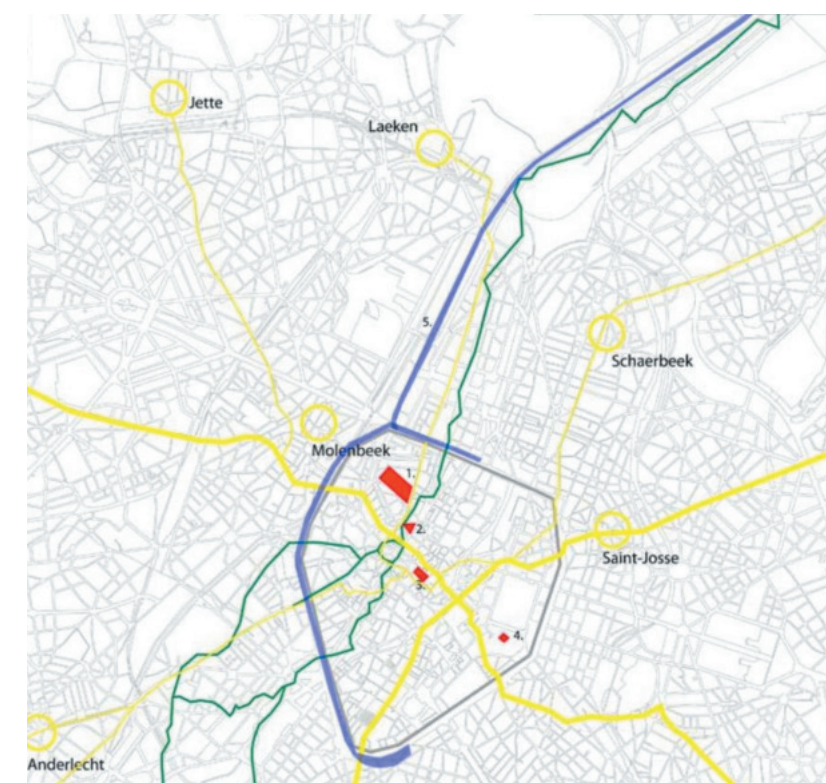 Jette
Laeken
5.
Schaerbeek
Molenbeek
1.
2.
Saint-Josse
3.
4.
Anderlecht